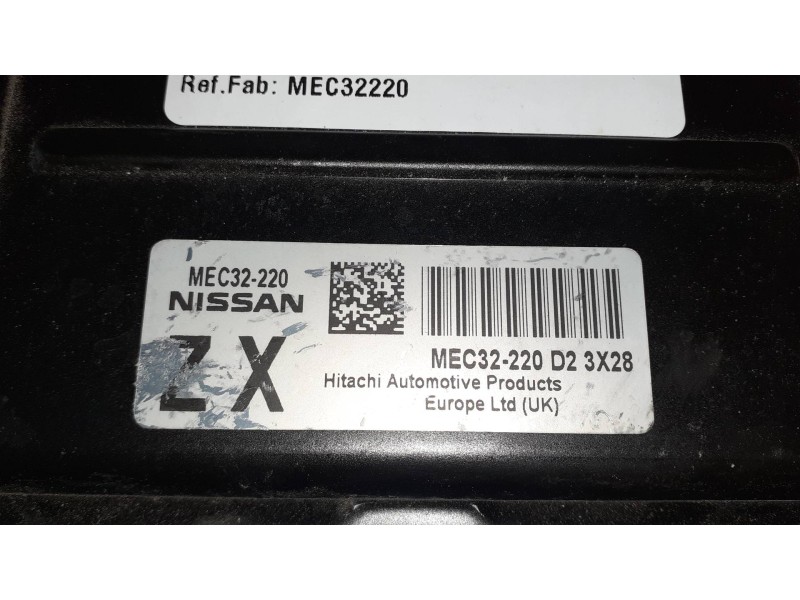 Ref.Fab: MEC32220
MEC32-220
NISSAN
ZX
MEC32-220 D2 3X28
Hitachi Automotive Products
Europe Ltd (UK)